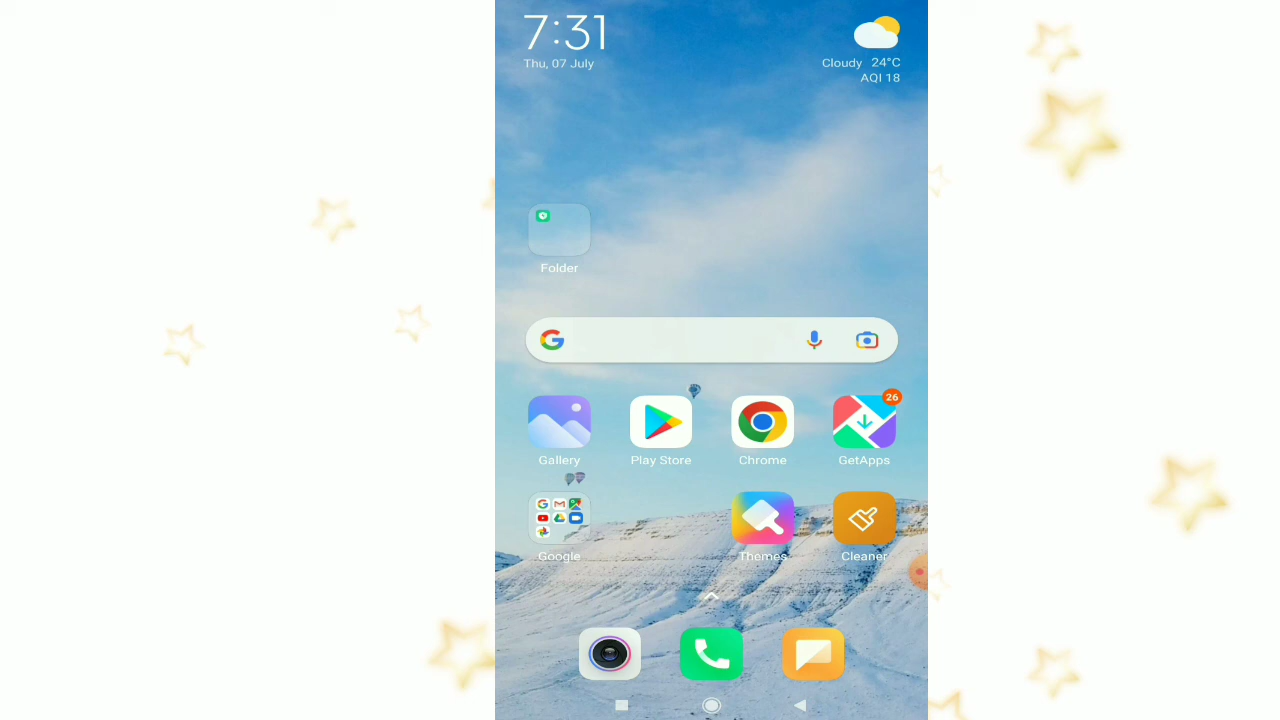 7:31
Thu, 07 July
Cloudy 24°C
AQI 18
Folder
26
Gallery
Play Store
Chrome
GetApps
Google
Themes
Cleaner